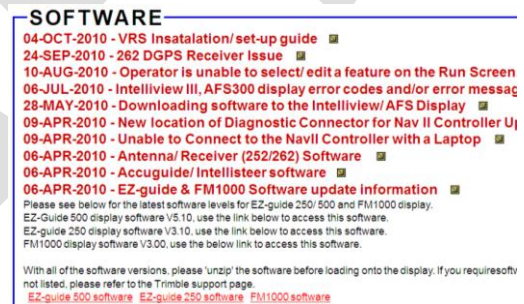 SOFTWARE
04-OCT-2010 - VRS Insatalation/ set-up guide
24-SEP-2010 - 262 DGPS Receiver Issue
10-AUG-2010 - Operator is unable to select/ edit a feature on the Run Screen
06-JUL-2010 - Intelliview III, AFS300 display error codes and/or error messag
28-MAY-2010 - Downloading software to the Intelliview/ AFS Display
09-APR-2010 - New location of Diagnostic Connector for Nav II Controller Up
09-APR-2010 - Unable to Connect to the NavII Controller with a Laptop
06-APR-2010 - Antenna/ Receiver (252/262) Software
06-APR-2010 - Accuguide/ Intellisteer software
06-APR-2010 - EZ-guide & FM1000 Software update information
Please see below for the latest software levels for EZ-guide 250/ 500 and FM1000 display.
EZ-Guide 500 display software V5.10, use the link below to access this software.
EZ-guide 250 display software V3.10, use the link below to access this software.
FM1000 display software V3.00, use the below link to access this software.
With all of the software versions, please 'unzip' the software before loading onto the display. If you requiresoftw
not listed, please refer to the Trimble support page.
EZ-guide 500 software EZ-guide 250 software FM1000 software